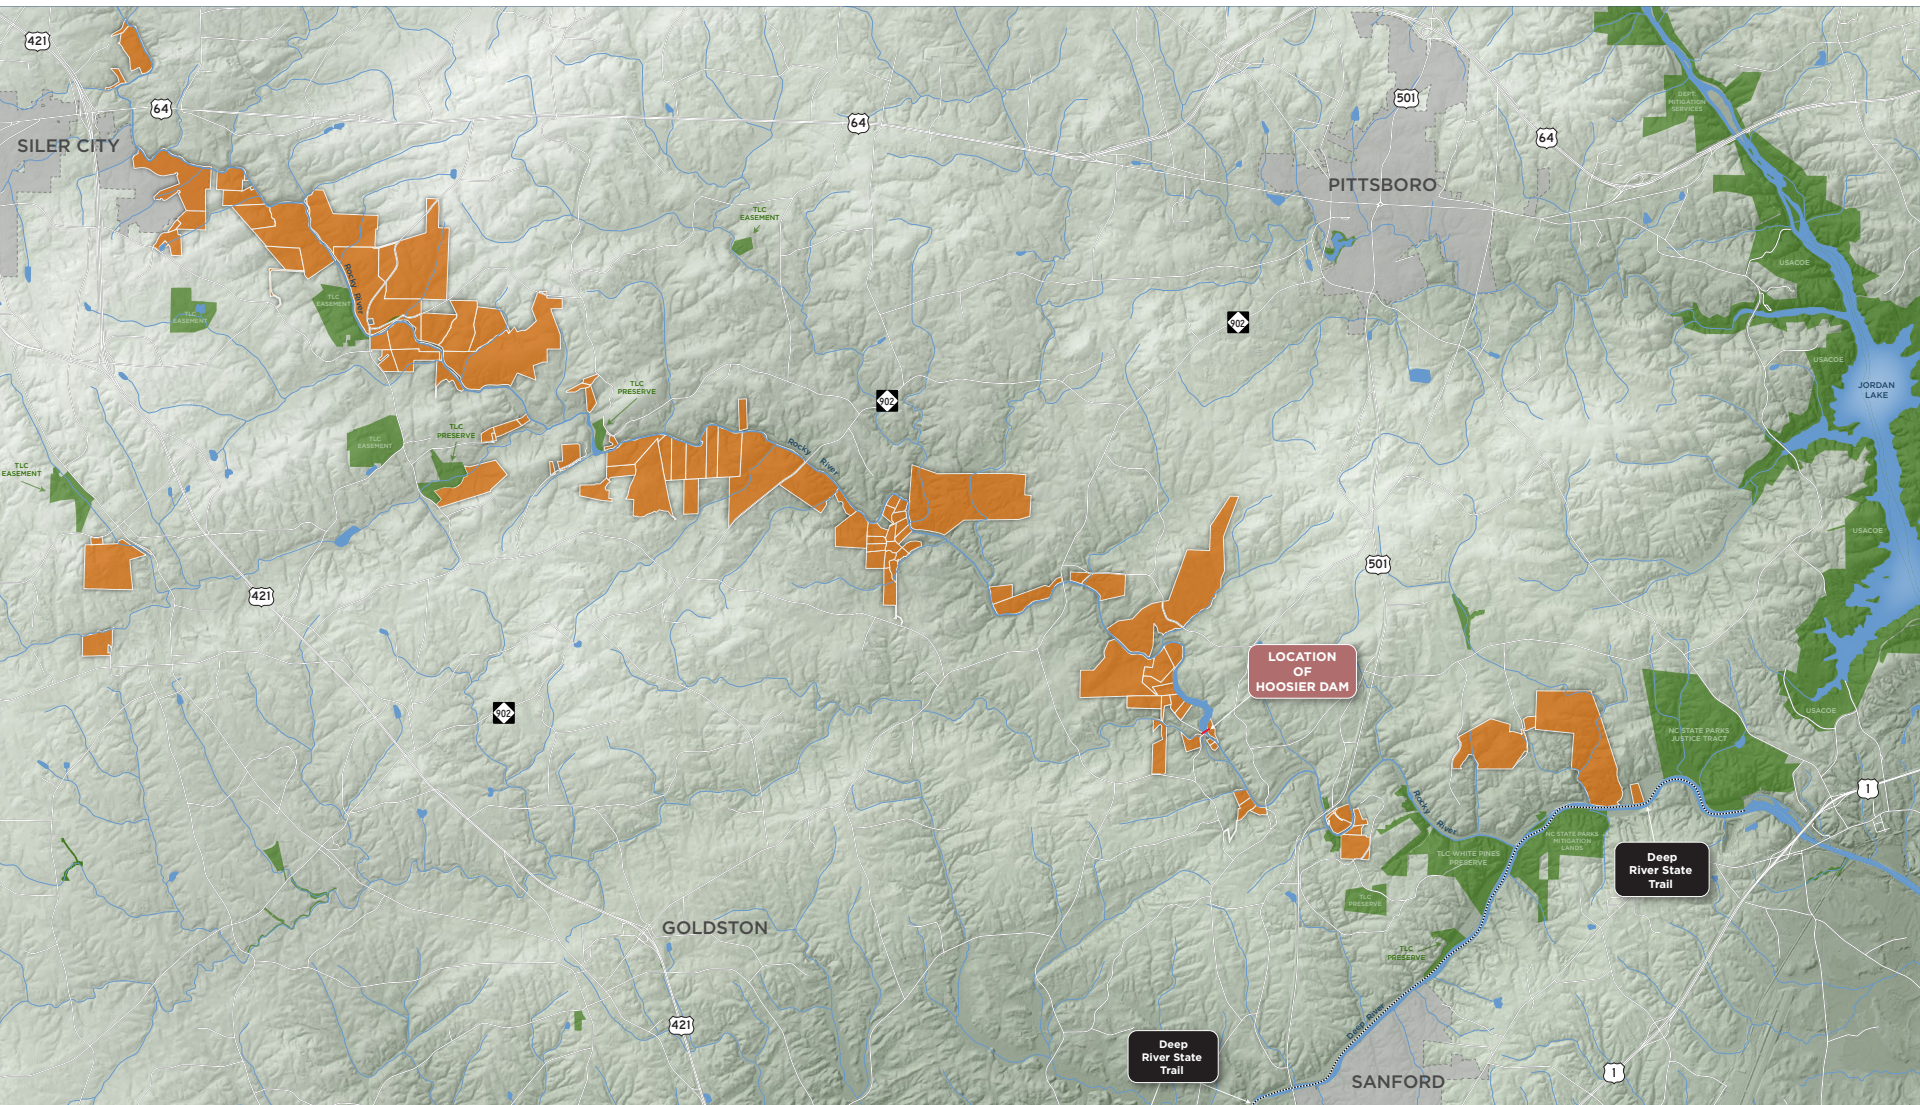 421
64
SILER CITY
64
501
PITTSBORO
64
DEPT.
MITIGATION
SERVICES
TLC
EASEMENT
USACOE
Rocky River
TLC
EASEMENT
TLC
EASEMENT
902
USACOE
JORDAN
LAKE
902
TLC
PRESERVE
TLC
PRESERVE
TLC
EASEMENT
Rocky River
TLC
EASEMENT
USACOE
501
421
LOCATION
OF
HOOSIER DAM
902
USACOE
NC STATE PARKS
JUSTICE TRACT
1
Rocky River
NC STATE PARKS
MITIGATION
LANDS
TLC WHITE PINES
PRESERVE
Deep
River State
Trail
TLC
PRESERVE
GOLDSTON
TLC
PRESERVE
421
Deep River
Deep
River State
Trail
1
SANFORD